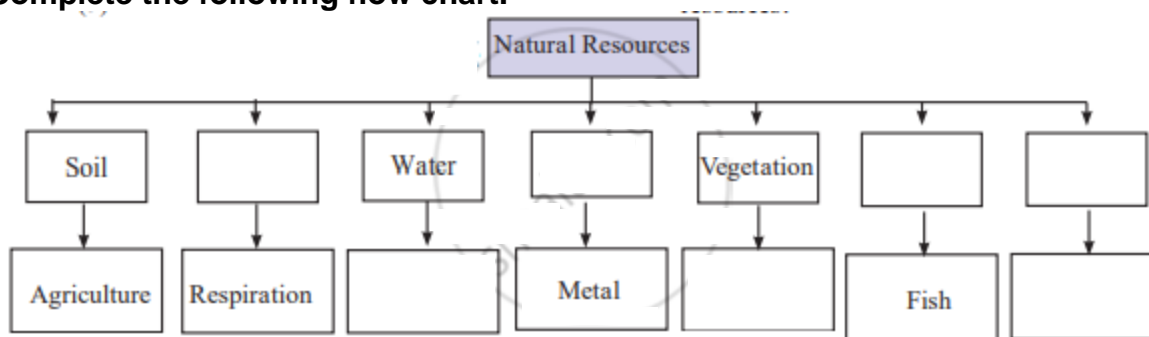 Complete the following flow chart.
Natural Resources
Soil
Water
Vegetation
Agriculture
Respiration
Metal
Fish